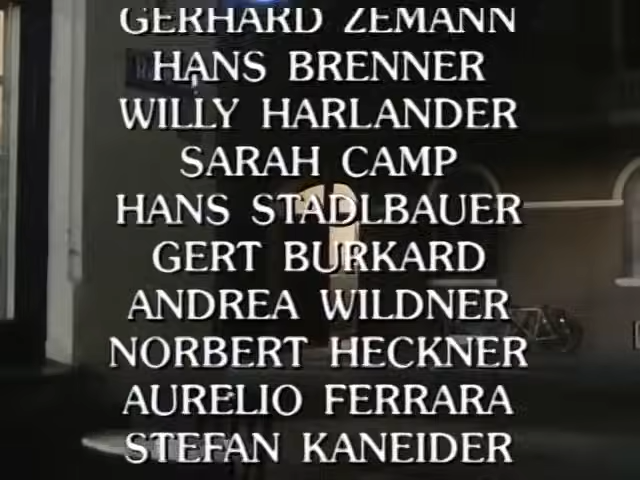 GERHARD ZEMANN
HANS BRENNER
WILLY HARLANDER
SARAH CAMP
HANS STADLBAUER
GERT BURKARD
ANDREA WILDNER
NORBERT HECKNER
AURELIO FERRARA
STEFAN KANEIDER